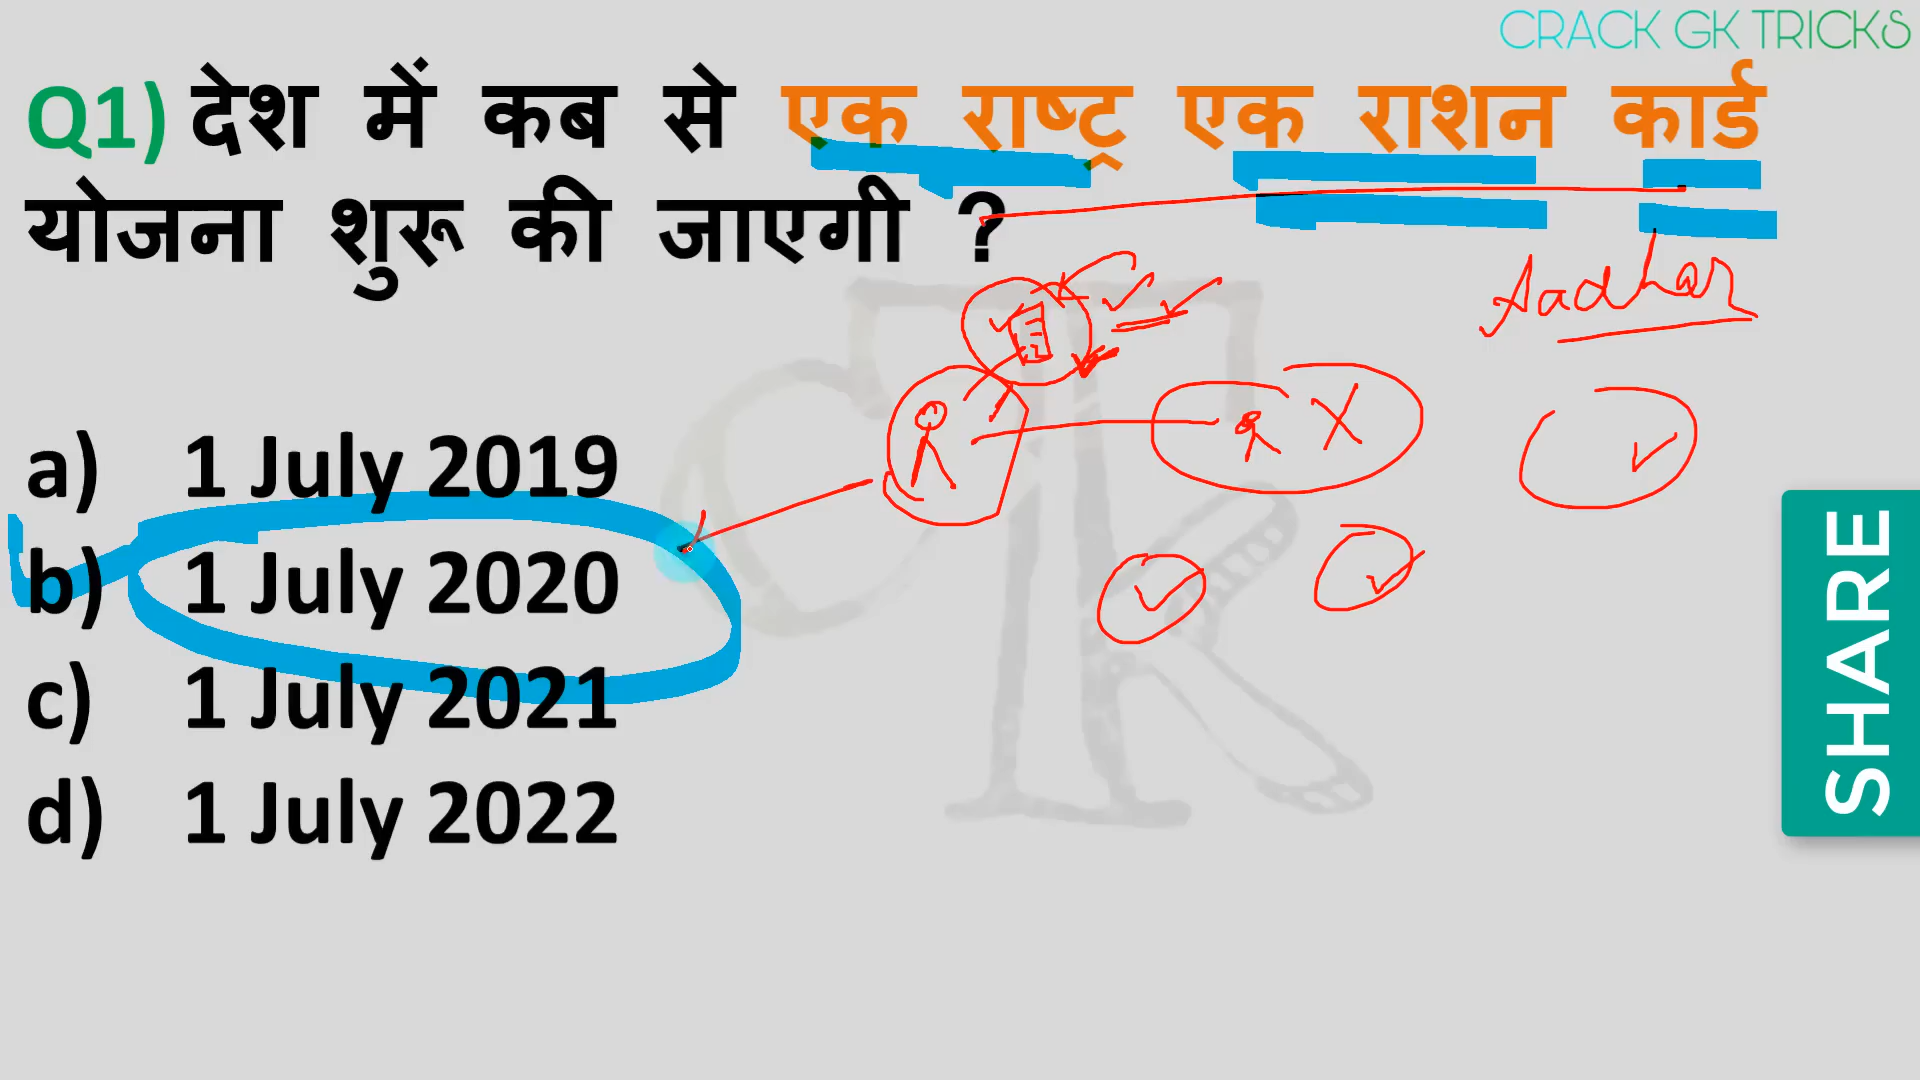 CRACK GK TRICKS
Q1) देश में कब से एक राष्ट्र एक राशन कार्ड
योजना शुरू की जाएगी ?
Aadhar
a) 1 July 2019
b) 1 July 2020
c) 1 July 2021
d) 1 July 2022
SHARE